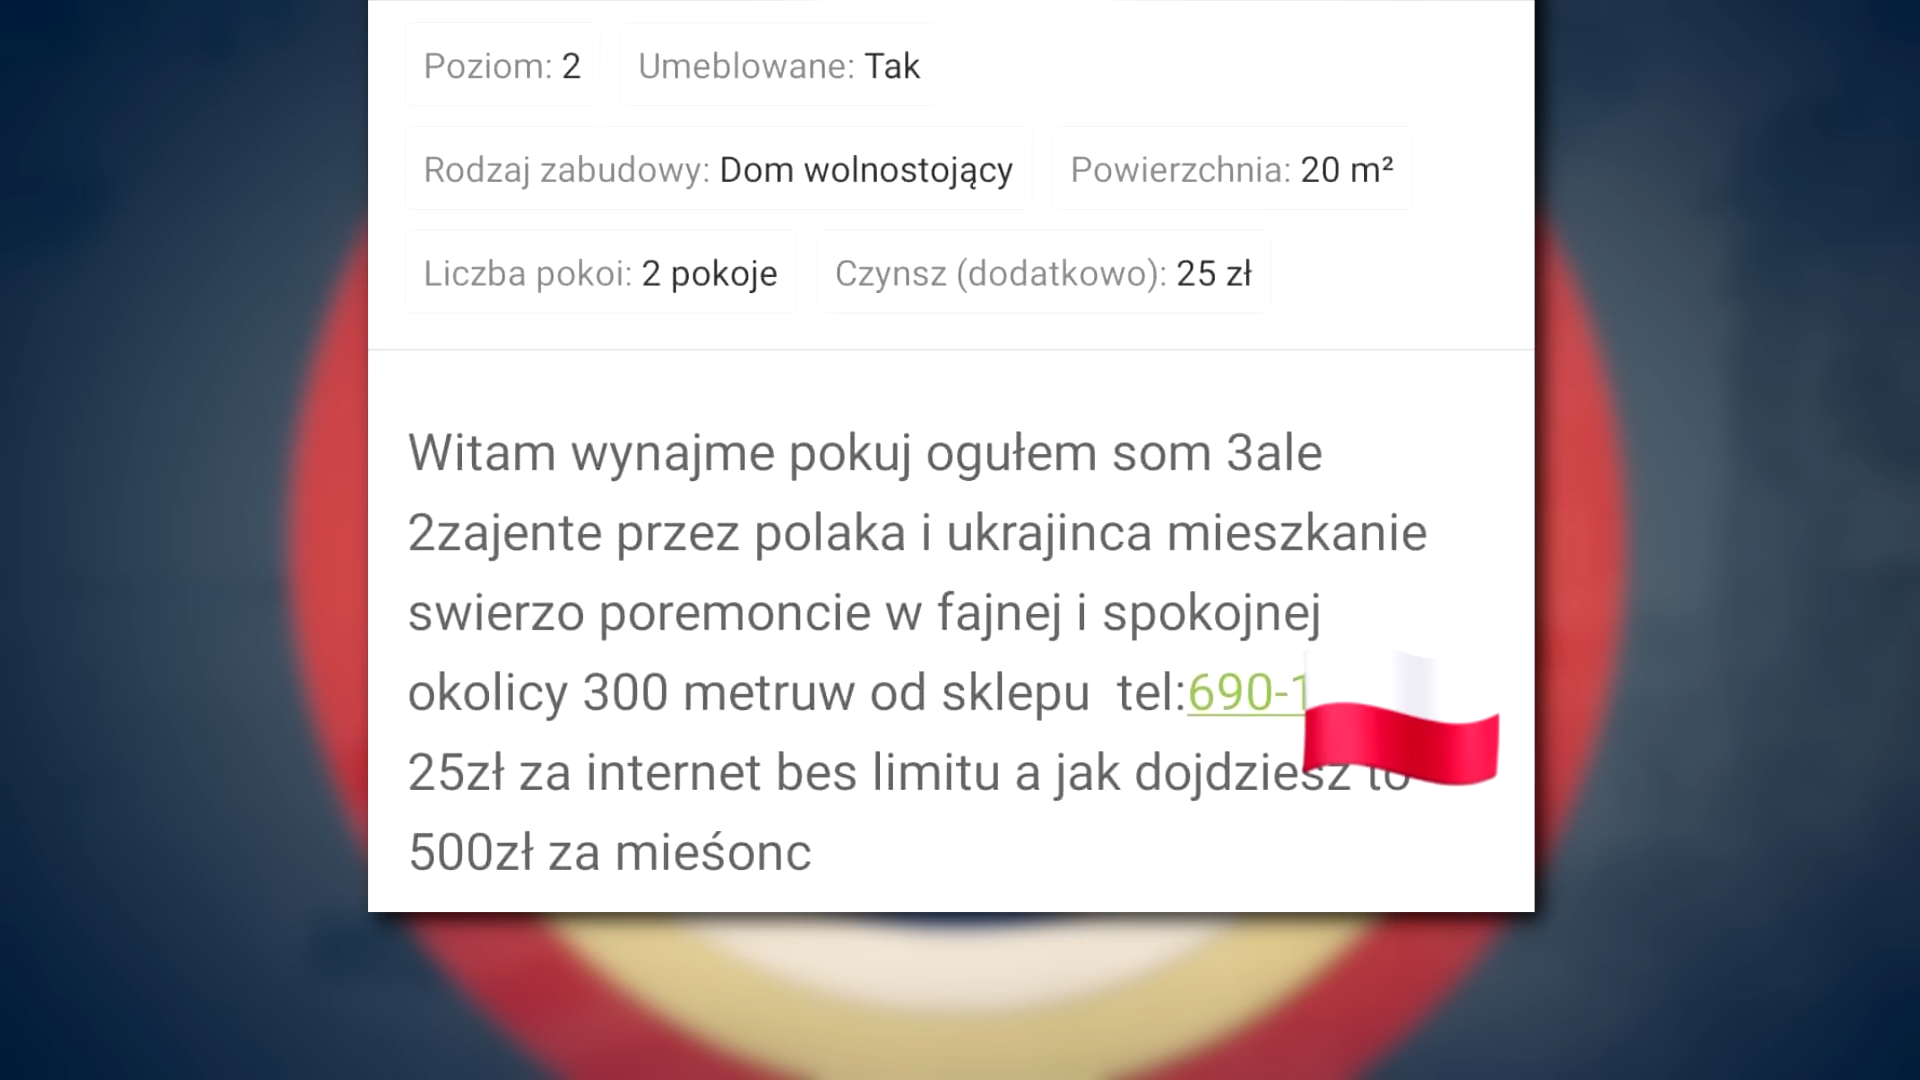 Poziom: 2 Umeblowane: Tak
Rodzaj zabudowy: Dom wolnostojący Powierzchnia: 20 m²
Liczba pokoi: 2 pokoje Czynsz (dodatkowo): 25 zł
Witam wynajme pokuj ogułem som 3ale
2zajente przez polaka i ukrajinca mieszkanie
swierzo poremoncie w fajnej i spokojnej
okolicy 300 metruw od sklepu tel:690-1
25zł za internet bes limitu a jak dojdziesz to
500zł za mieśonc